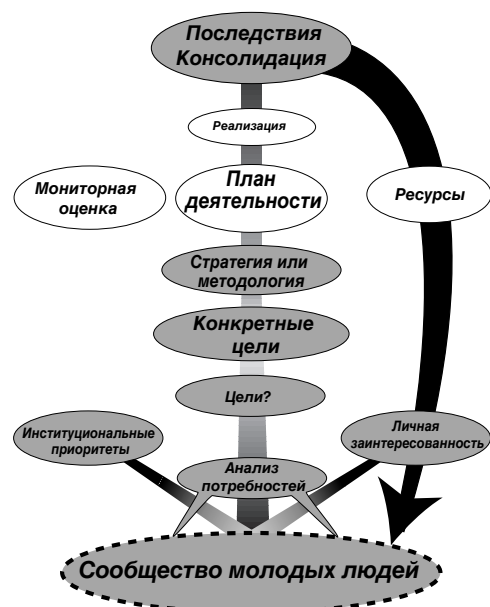 Последствия
Консолидация
Реализация
Мониторная
оценка
План
деятельности
Ресурсы
Стратегия или
методология
Конкретные
цели
Цели?
Институциональные
приоритеты
Личная
заинтересованность
Анализ
потребностей
Сообщество молодых людей